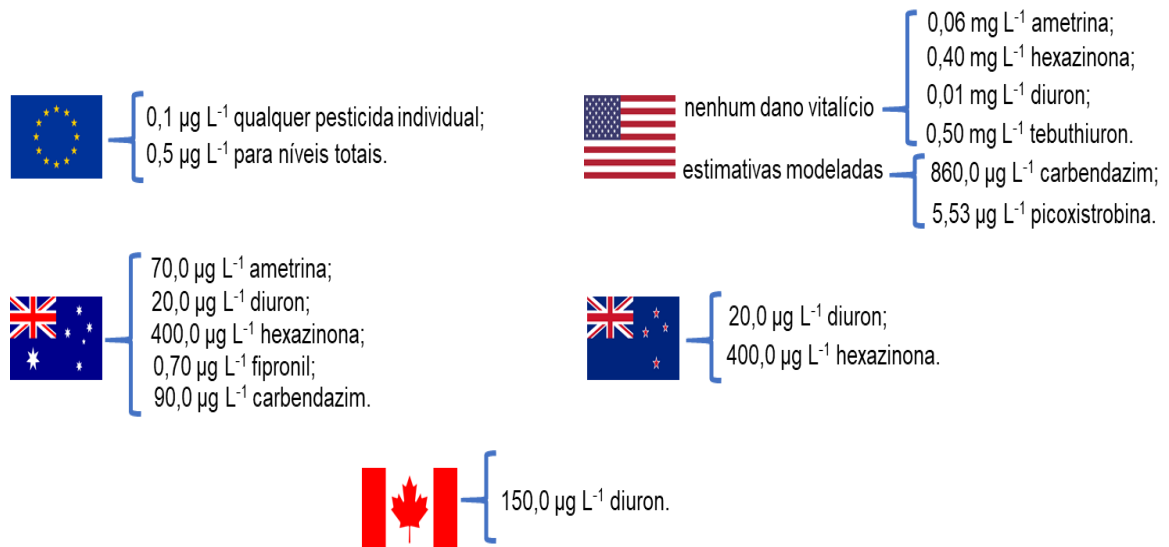 0,1 µg L-1 qualquer pesticida individual;
0,5 µg L-1 para níveis totais.
nenhum dano vitalício
0,06 mg L-1 ametrina;
0,40 mg L-1 hexazinona;
0,01 mg L-1 diuron;
0,50 mg L-1 tebuthiuron.
estimativas modeladas
860,0 µg L-1 carbendazim;
5,53 µg L-1 picoxistrobina.
70,0 µg L-1 ametrina;
20,0 µg L-1 diuron;
400,0 µg L-1 hexazinona;
0,70 µg L-1 fipronil;
90,0 µg L-1 carbendazim.
20,0 µg L-1 diuron;
400,0 µg L-1 hexazinona.
150,0 µg L-1 diuron.